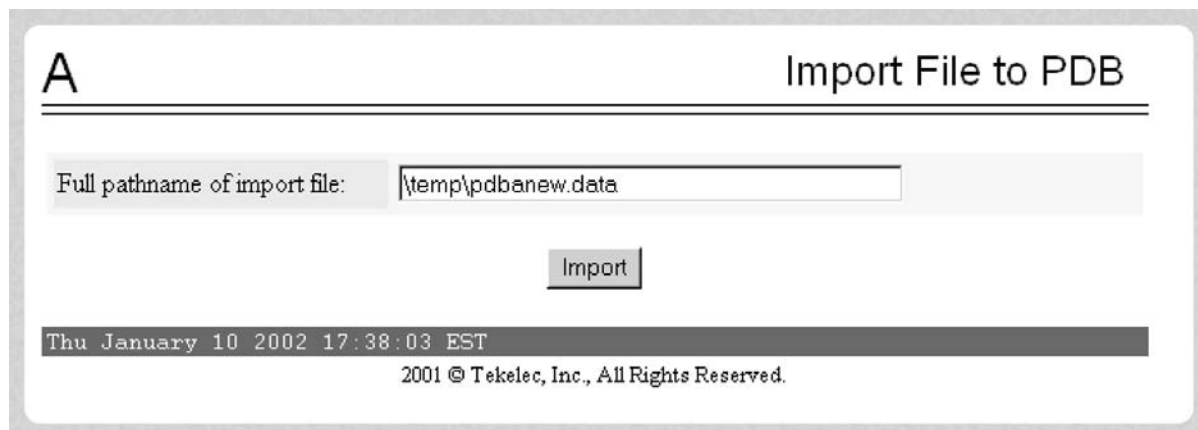 A Import File to PDB
Full pathname of import file: \temp\pdbanew.data
Import
Thu January 10 2002 17:38:03 EST
2001 © Tekelec, Inc., All Rights Reserved.